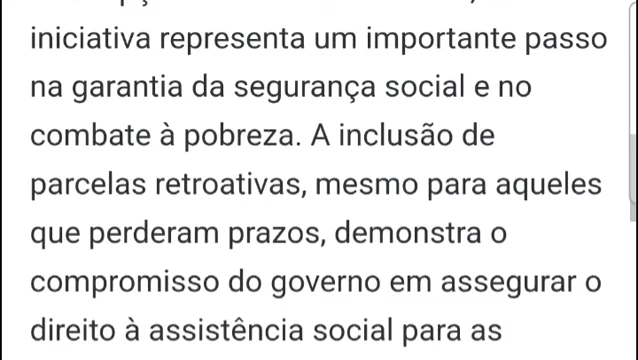 iniciativa representa um importante passo
na garantia da segurança social e no
combate à pobreza. A inclusão de
parcelas retroativas, mesmo para aqueles
que perderam prazos, demonstra o
compromisso do governo em assegurar o
direito à assistência social para as